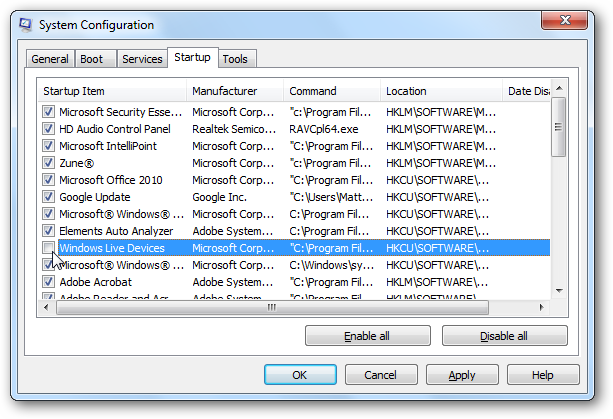 System Configuration
General Boot Services Startup Tools
Startup Item Manufacturer Command Location Date Disa
Microsoft Security Esse... Microsoft Corp... "c:\Program Fil... HKLM\SOFTWARE\M...
HD Audio Control Panel Realtek Semico... RAVCpl64.exe HKLM\SOFTWARE\M...
Microsoft IntelliPoint Microsoft Corp... "C:\Program Fil... HKLM\SOFTWARE\M...
Zune® Microsoft Corp... "C:\Program Fil... HKLM\SOFTWARE\M...
Microsoft Office 2010 Microsoft Corp... "C:\Program Fil... HKCU\SOFTWARE\...
Google Update Google Inc. "C:\Users\Matt... HKCU\SOFTWARE\...
Microsoft® Windows® ... Microsoft Corp... C:\Program Fil... HKCU\SOFTWARE\...
Elements Auto Analyzer Adobe System... "C:\Program Fil... HKCU\SOFTWARE\...
Windows Live Devices Microsoft Corp... "C:\Program Fil... HKCU\SOFTWARE\...
Microsoft® Windows® ... Microsoft Corp... C:\Windows\sy... HKCU\SOFTWARE\...
Adobe Acrobat Adobe System... "C:\Program Fil... HKLM\SOFTWARE\...
Adobe Reader and Acr... Adobe System... "C:\Program Fil... HKLM\SOFTWARE\...
Enable all Disable all
OK Cancel Apply Help